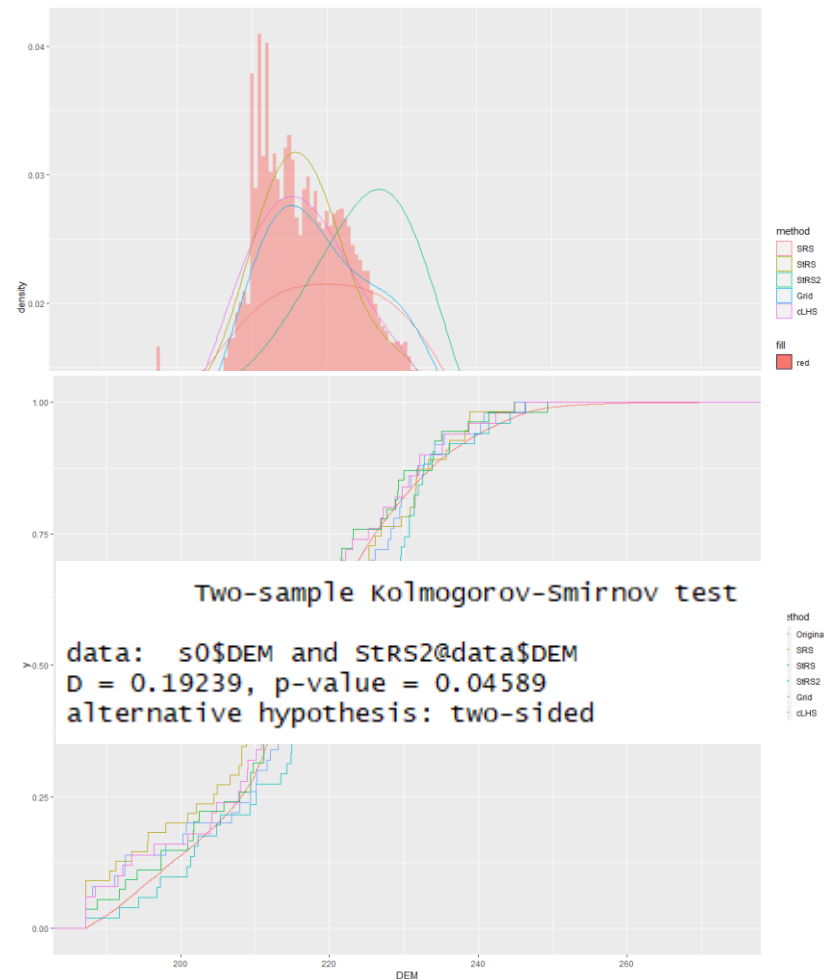 0.04
0.03
density
0.02
method
SRS
StRS
StRS2
Grid
cLHS
fill
red
1.00
0.75
Two-sample Kolmogorov-Smirnov test
data: s0$DEM and StRS2@data$DEM
D = 0.19239, p-value = 0.04589
alternative hypothesis: two-sided
y
0.50
ethod
Origina
SRS
StRS
StRS2
Grid
cLHS
0.25
0.00
200
220
240
260
DEM